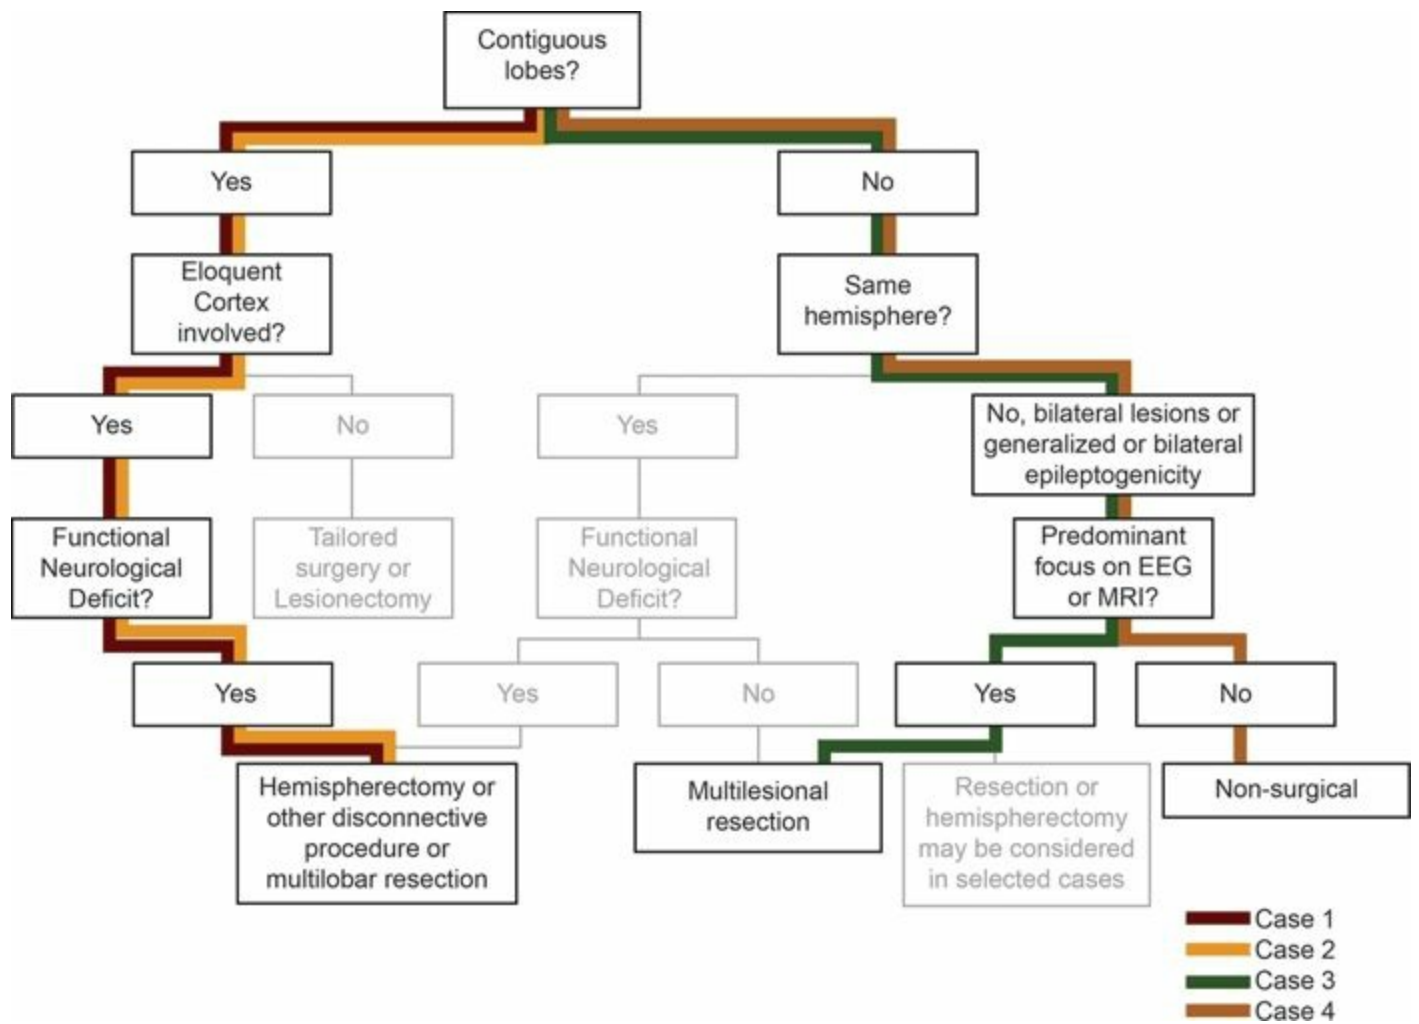 Contiguous
lobes?
Yes
No
Eloquent
Cortex
involved?
Same
hemisphere?
Yes
No
Yes
No, bilateral lesions or
generalized or bilateral
epileptogenicity
Functional
Neurological
Deficit?
Tailored
surgery or
Lesionectomy
Functional
Neurological
Deficit?
Predominant
focus on EEG
or MRI?
Yes
Yes
No
Yes
No
Hemispherectomy or
other disconnective
procedure or
multilobar resection
Multilesional
resection
Resection or
hemispherectomy
may be considered
in selected cases
Non-surgical
Case 1
Case 2
Case 3
Case 4